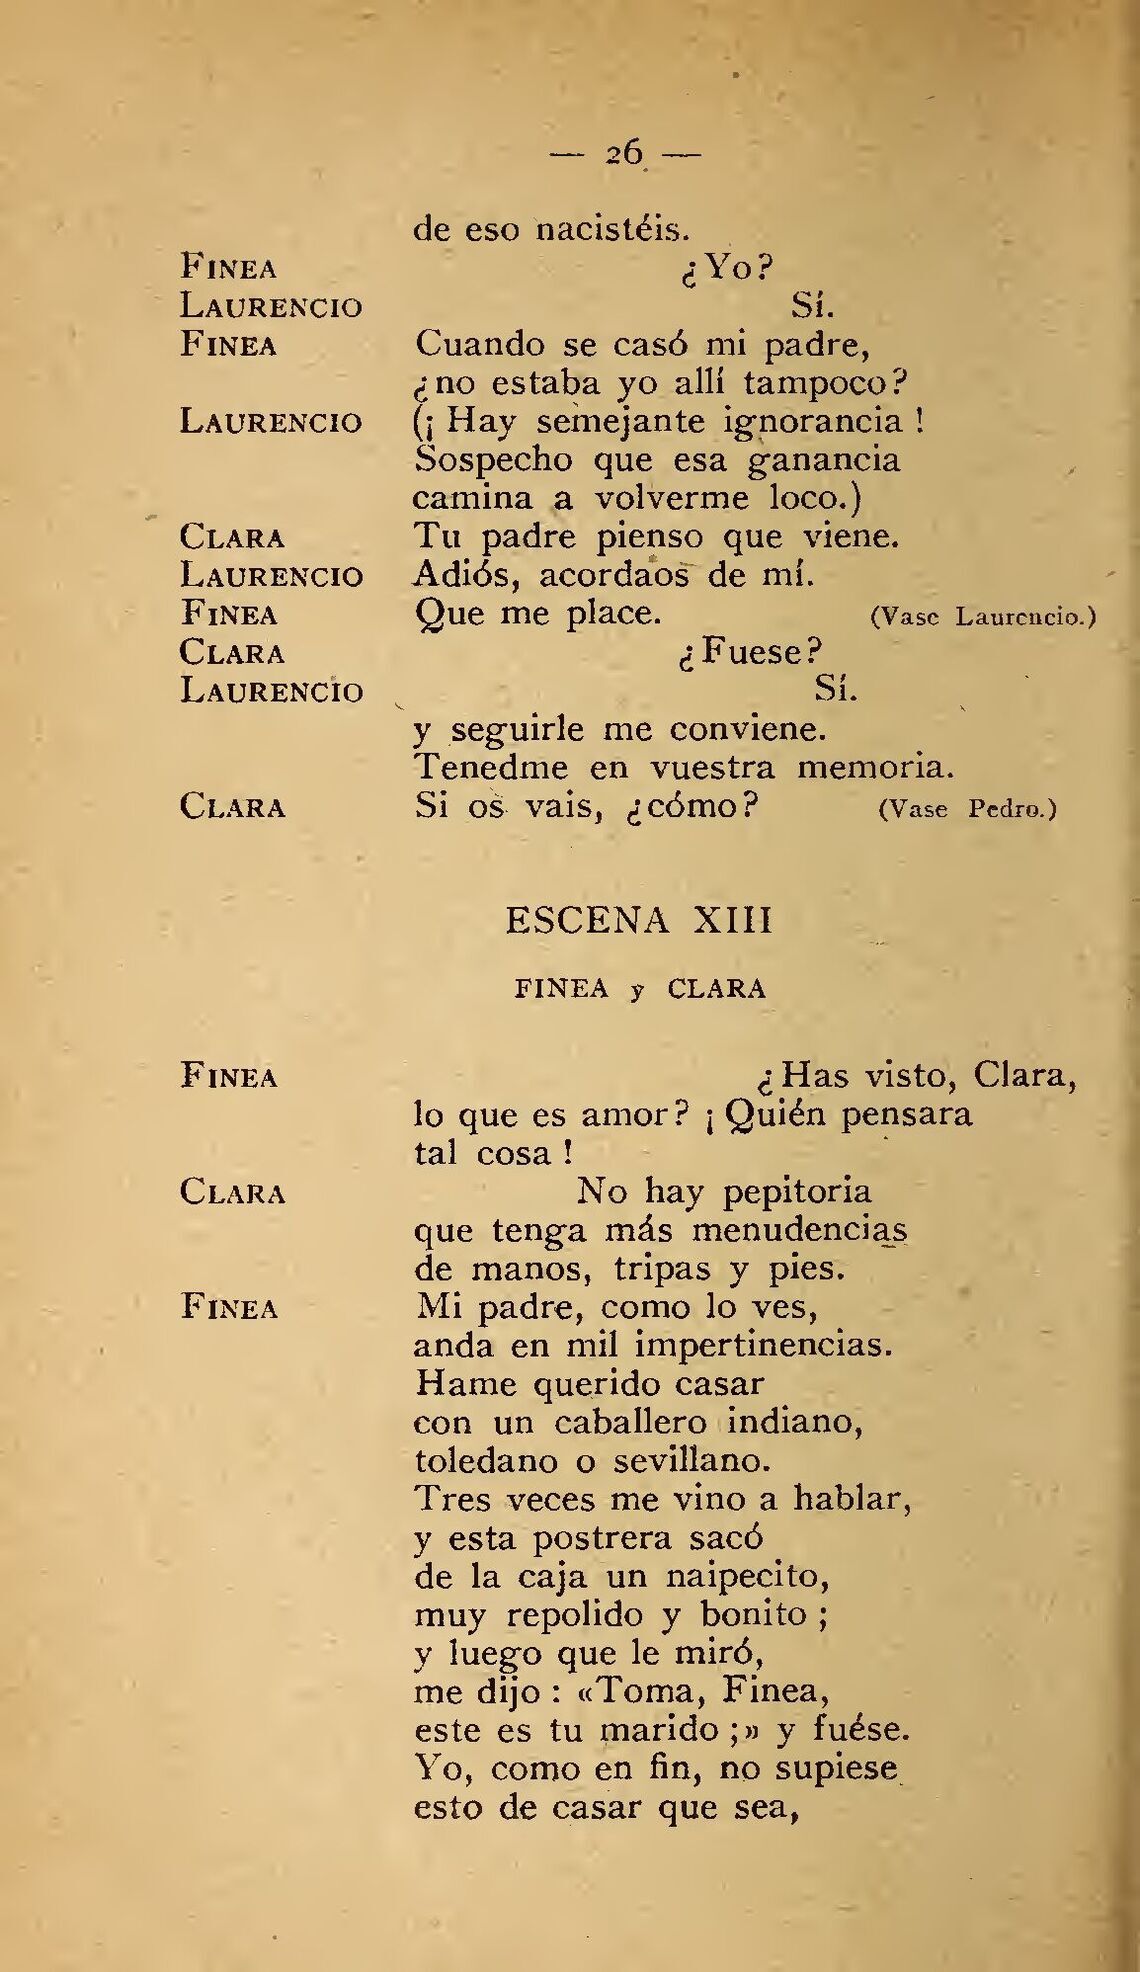 — 26 —
de eso nacistéis.
FINEA ¿Yo?
LAURENCIO Sí.
FINEA Cuando se casó mi padre,
¿no estaba yo allí tampoco?
LAURENCIO (¡Hay semejante ignorancia!
Sospecho que esa ganancia
camina a volverme loco.)
CLARA Tu padre pienso que viene.
LAURENCIO Adiós, acordaos de mí.
FINEA Que me place. (Vase Laurencio.)
CLARA ¿Fuese?
LAURENCIO Sí.
y seguirle me conviene.
Tenedme en vuestra memoria.
CLARA Si os vais, ¿cómo? (Vase Pedro.)
ESCENA XIII
FINEA y CLARA
FINEA ¿Has visto, Clara,
lo que es amor? ¡Quién pensara
tal cosa!
CLARA No hay pepitoria
que tenga más menudencias
de manos, tripas y pies.
FINEA Mi padre, como lo ves,
anda en mil impertinencias.
Hame querido casar
con un caballero indiano,
toledano o sevillano.
Tres veces me vino a hablar,
y esta postrera sacó
de la caja un naipecito,
muy repolido y bonito;
y luego que le miró,
me dijo: «Toma, Finea,
este es tu marido;» y fuése.
Yo, como en fin, no supiese
esto de casar que sea,